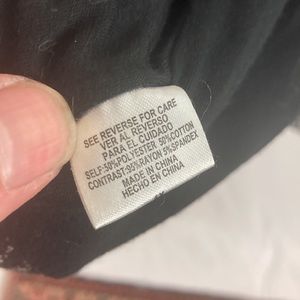 SEE REVERSE FOR CARE
VER AL REVERSO
PARA EL CUIDADO
SELF:50%POLYESTER 50%COTTON
CONTRAST:95%RAYON 5%SPANDEX
MADE IN CHINA
HECHO EN CHINA